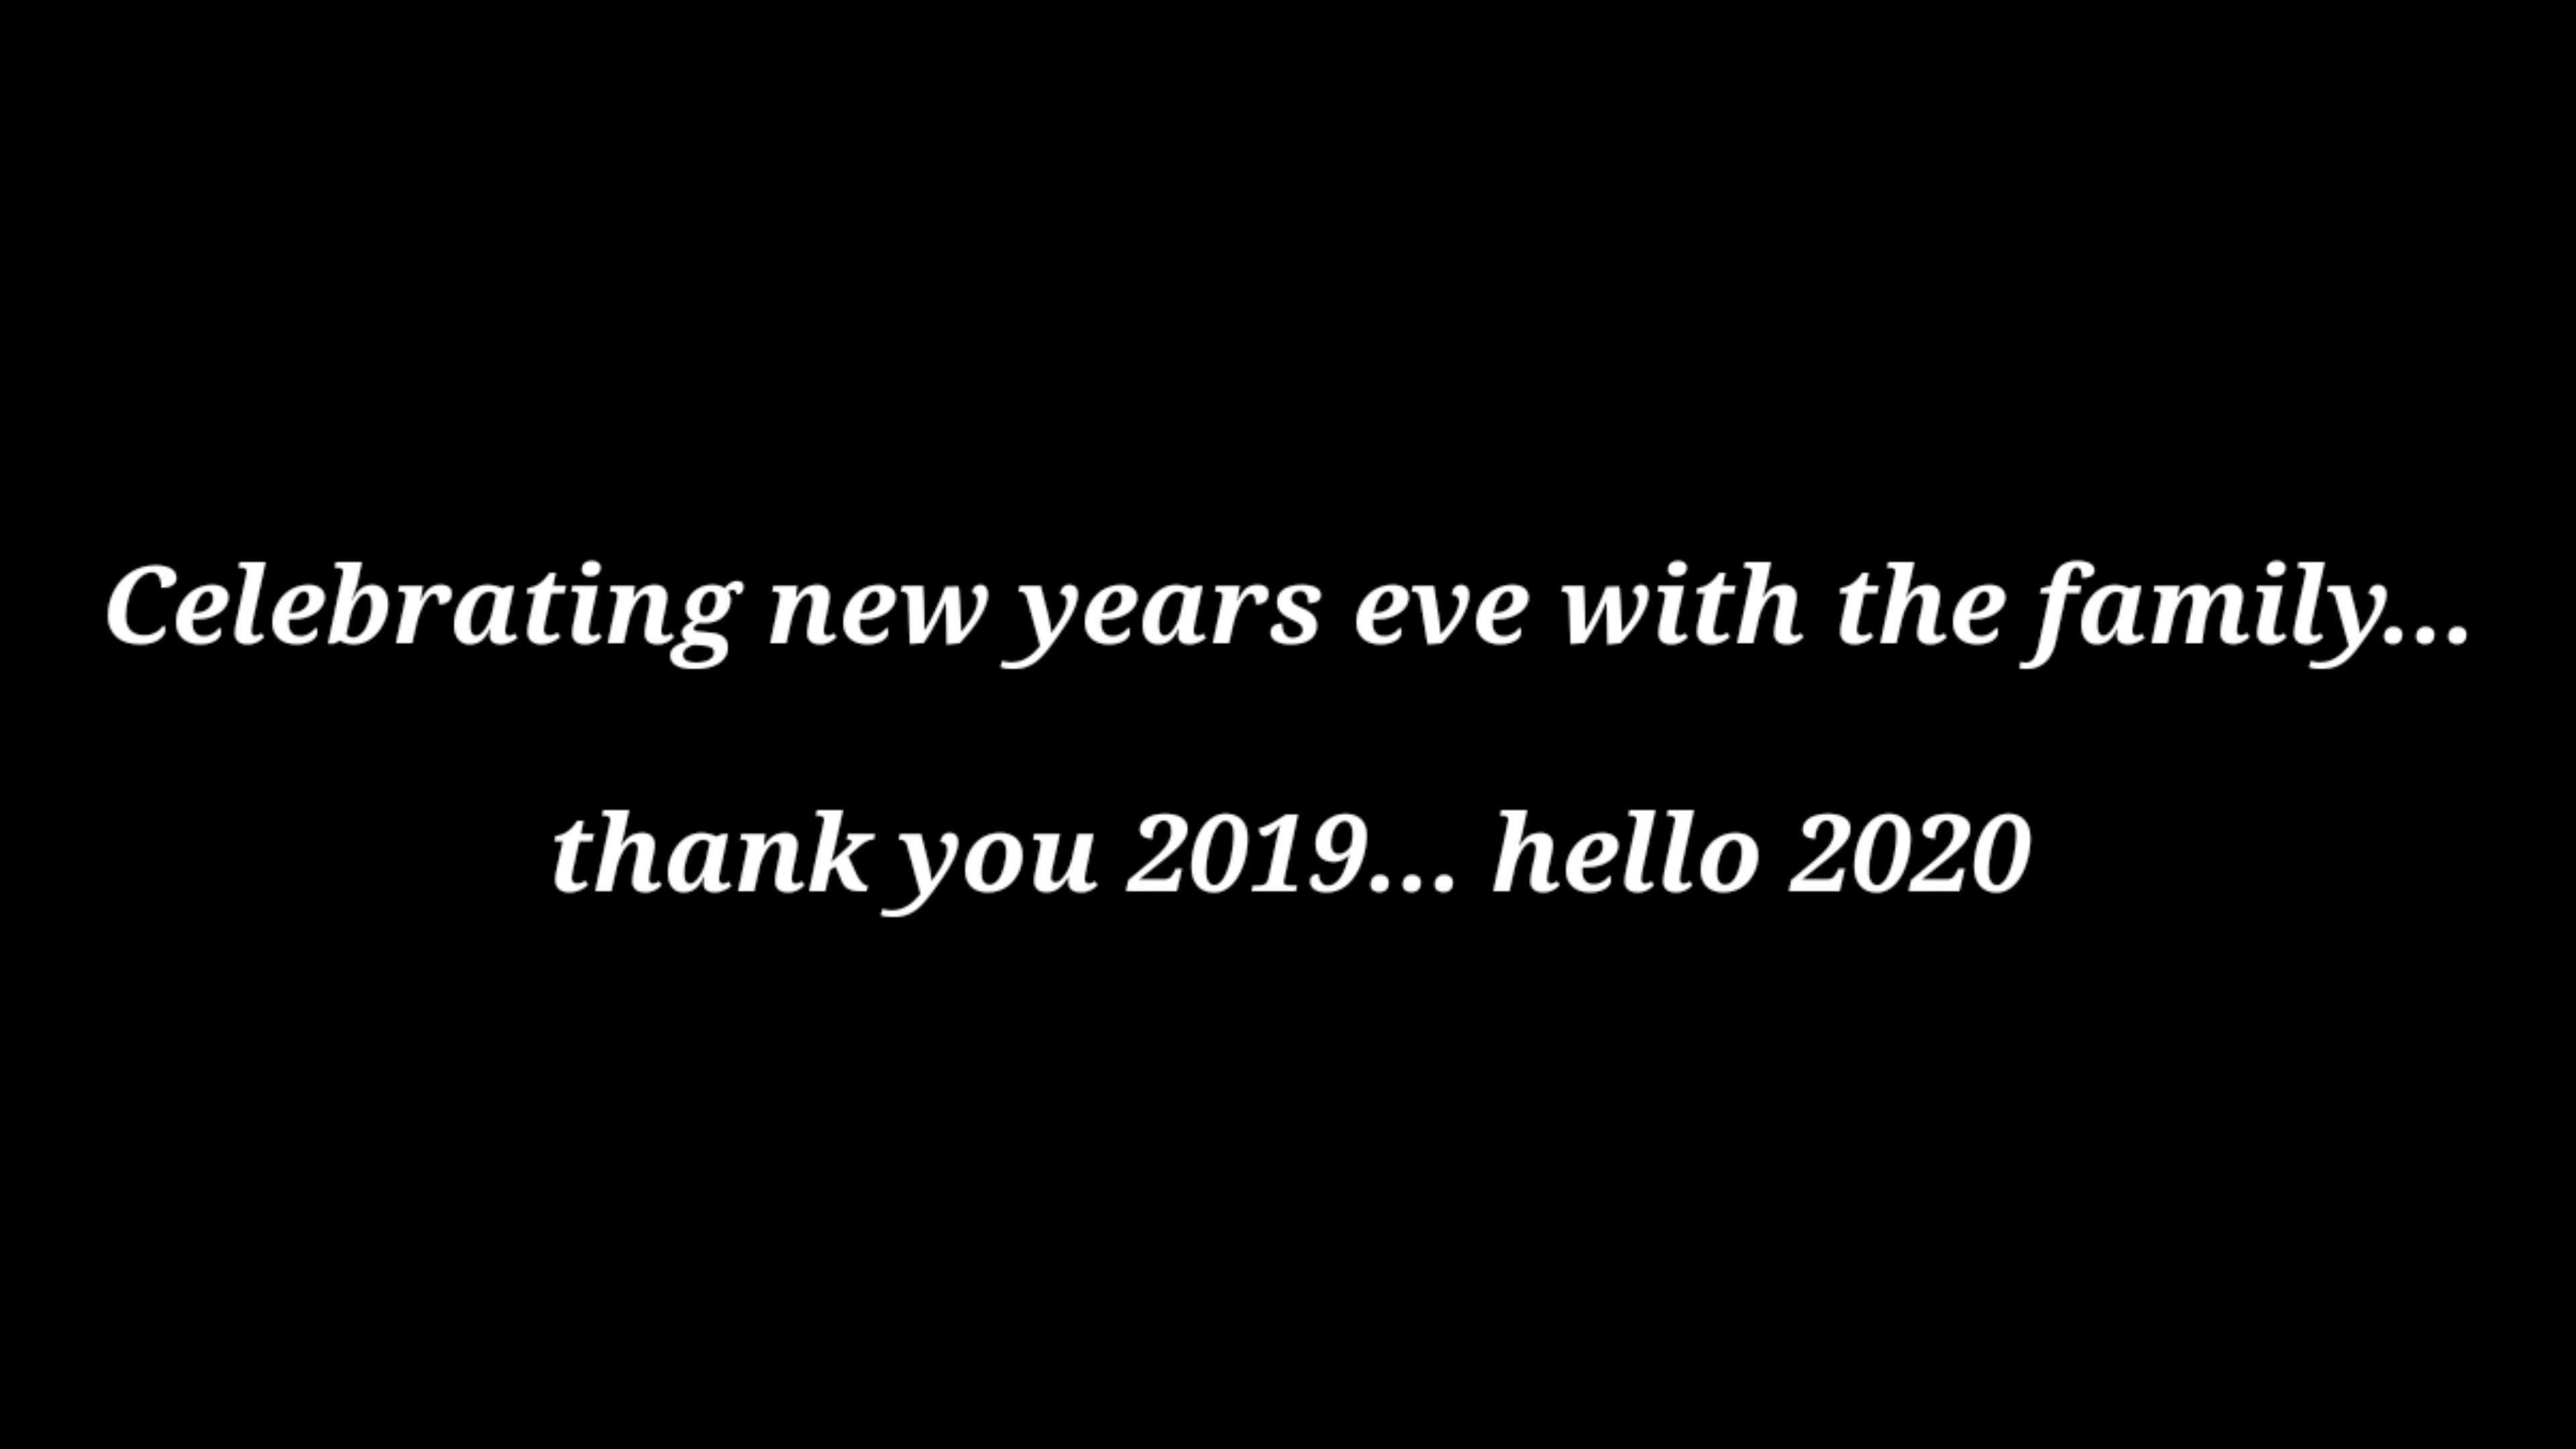 Celebrating new years eve with the family...
thank you 2019... hello 2020